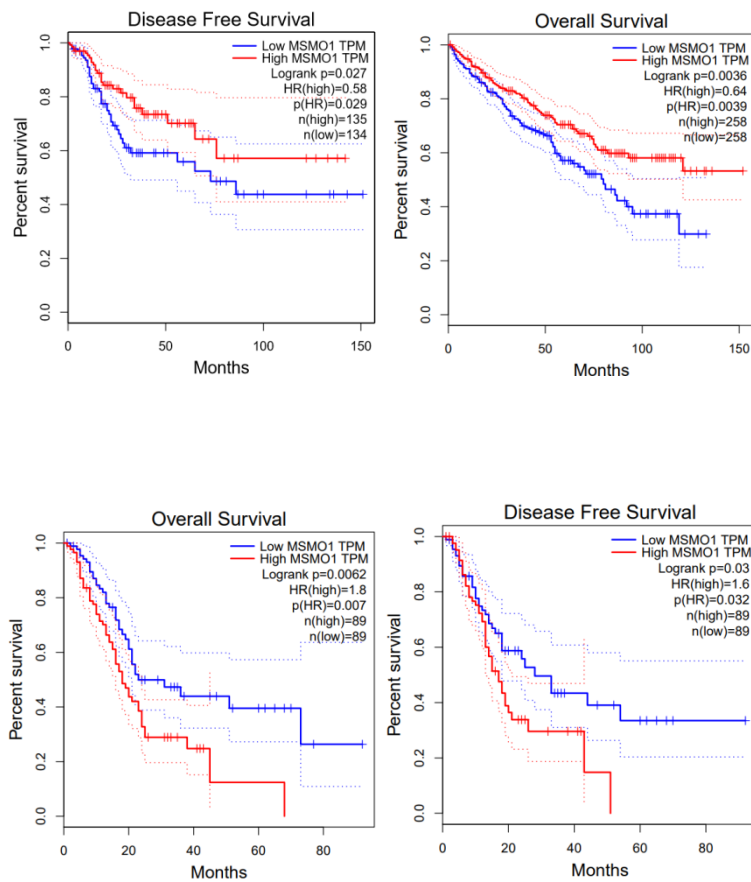 Disease Free Survival
Low MSMO1 TPM
High MSMO1 TPM
Logrank p=0.027
HR(high)=0.58
p(HR)=0.029
n(high)=135
n(low)=134
Percent survival
1.0
0.8
0.6
0.4
0.2
0.0
0
50
100
150
Months
Overall Survival
Low MSMO1 TPM
High MSMO1 TPM
Logrank p=0.0036
HR(high)=0.64
p(HR)=0.0039
n(high)=258
n(low)=258
Percent survival
1.0
0.8
0.6
0.4
0.2
0.0
0
50
100
150
Months
Overall Survival
Low MSMO1 TPM
High MSMO1 TPM
Logrank p=0.0062
HR(high)=1.8
p(HR)=0.007
n(high)=89
n(low)=89
Percent survival
1.0
0.8
0.6
0.4
0.2
0.0
0
20
40
60
80
Months
Disease Free Survival
Low MSMO1 TPM
High MSMO1 TPM
Logrank p=0.03
HR(high)=1.6
p(HR)=0.032
n(high)=89
n(low)=89
Percent survival
1.0
0.8
0.6
0.4
0.2
0.0
0
20
40
60
80
Months